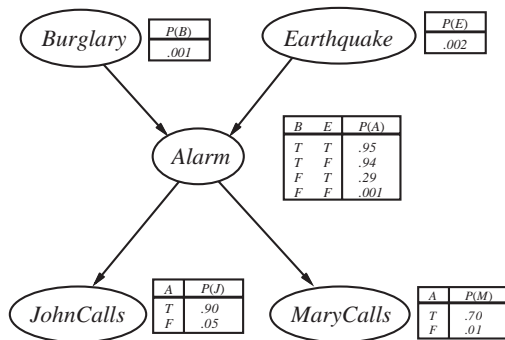 Burglary
P(B)
.001
Earthquake
P(E)
.002
Alarm
B E P(A)
T T .95
T F .94
F T .29
F F .001
JohnCalls
A P(J)
T .90
F .05
MaryCalls
A P(M)
T .70
F .01